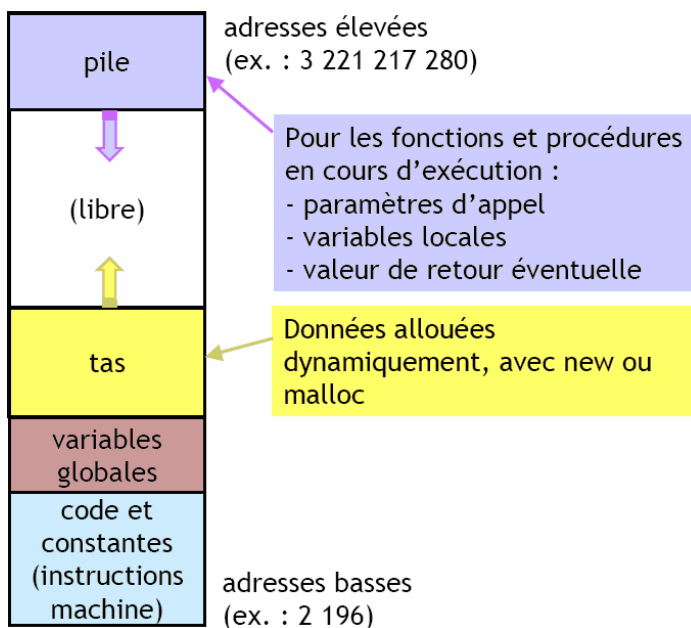 pile
adresses élevées
(ex. : 3 221 217 280)
Pour les fonctions et procédures
en cours d’exécution :
- paramètres d’appel
- variables locales
- valeur de retour éventuelle
(libre)
tas
Données allouées
dynamiquement, avec new ou
malloc
variables
globales
code et
constantes
(instructions
machine)
adresses basses
(ex. : 2 196)